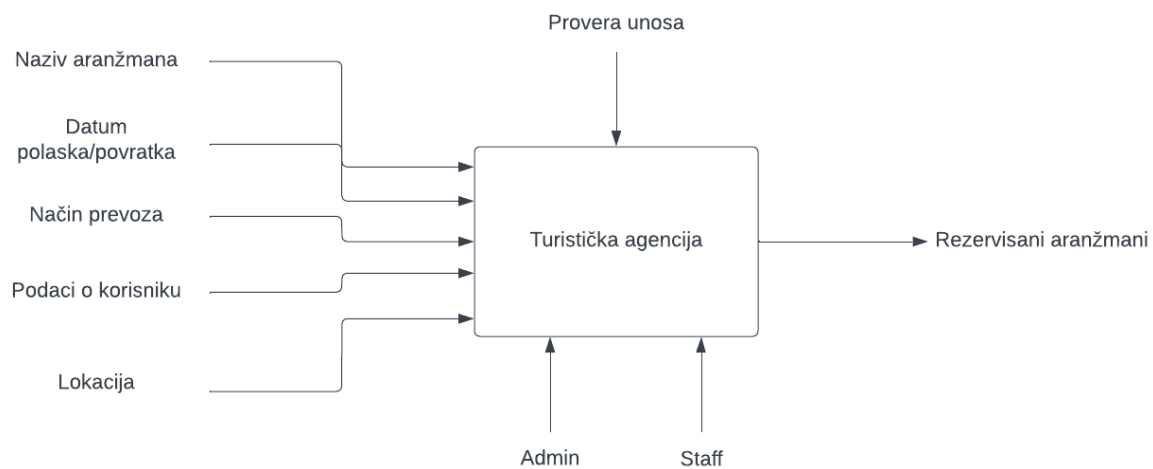 Provera unosa
Naziv aranžmana
Datum
polaska/povratka
Način prevoza
Turistička agencija
Rezervisani aranžmani
Podaci o korisniku
Lokacija
Admin
Staff